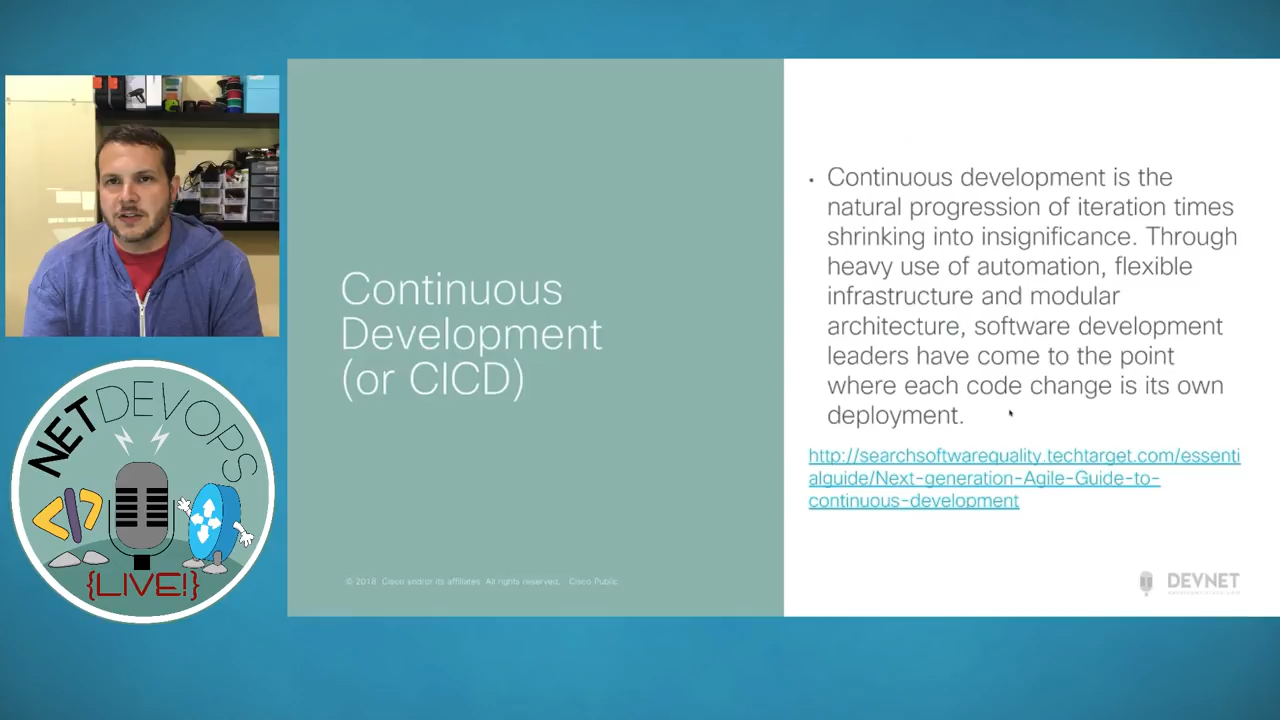 Continuous
Development
(or CICD)
© 2018 Cisco and/or its affiliates. All rights reserved. Cisco Public
• Continuous development is the
natural progression of iteration times
shrinking into insignificance. Through
heavy use of automation, flexible
infrastructure and modular
architecture, software development
leaders have come to the point
where each code change is its own
deployment.
http://searchsoftwarequality.techtarget.com/essenti
alguide/Next-generation-Agile-Guide-to-
continuous-development
DEVNET
NETDEVOPS
</>
{LIVE!}